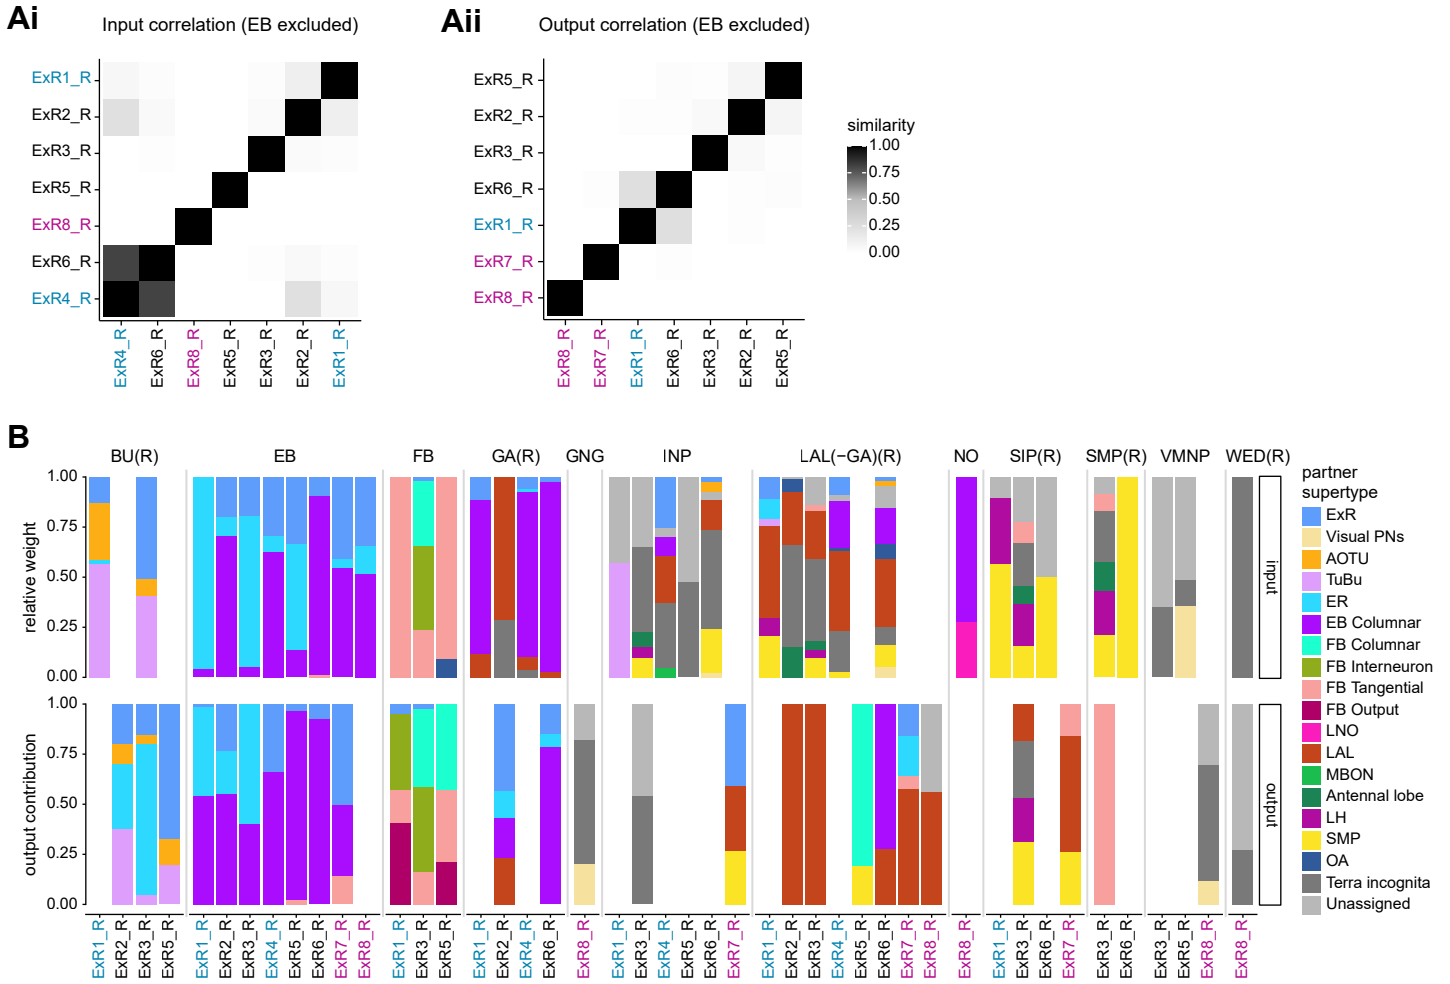 Ai
Input correlation (EB excluded)
ExR1_R
ExR2_R
ExR3_R
ExR5_R
ExR8_R
ExR6_R
ExR4_R
ExR4_R
ExR6_R
ExR8_R
ExR5_R
ExR3_R
ExR2_R
ExR1_R
Aii
Output correlation (EB excluded)
ExR5_R
ExR2_R
ExR3_R
ExR6_R
ExR1_R
ExR7_R
ExR8_R
ExR8_R
ExR7_R
ExR1_R
ExR6_R
ExR3_R
ExR2_R
ExR5_R
similarity
1.00
0.75
0.50
0.25
0.00
B
BU(R) EB FB GA(R) GNG INP LAL(−GA)(R) NO SIP(R) SMP(R) VMNP WED(R)
relative weight
1.00
0.75
0.50
0.25
0.00
input
output contribution
1.00
0.75
0.50
0.25
0.00
output
ExR1_R ExR2_R ExR3_R ExR5_R
ExR1_R ExR2_R ExR3_R ExR4_R ExR5_R ExR6_R ExR7_R ExR8_R
ExR1_R ExR3_R ExR5_R
ExR1_R ExR2_R ExR4_R ExR6_R
ExR8_R
ExR1_R ExR3_R ExR4_R ExR5_R ExR6_R ExR7_R
ExR1_R ExR2_R ExR3_R ExR4_R ExR5_R ExR6_R ExR7_R ExR8_R
ExR8_R
ExR1_R ExR3_R ExR6_R ExR7_R
ExR3_R ExR6_R
ExR3_R ExR5_R ExR8_R
ExR8_R
partner
supertype
ExR
Visual PNs
AOTU
TuBu
ER
EB Columnar
FB Columnar
FB Interneuron
FB Tangential
FB Output
LNO
LAL
MBON
Antennal lobe
LH
SMP
OA
Terra incognita
Unassigned